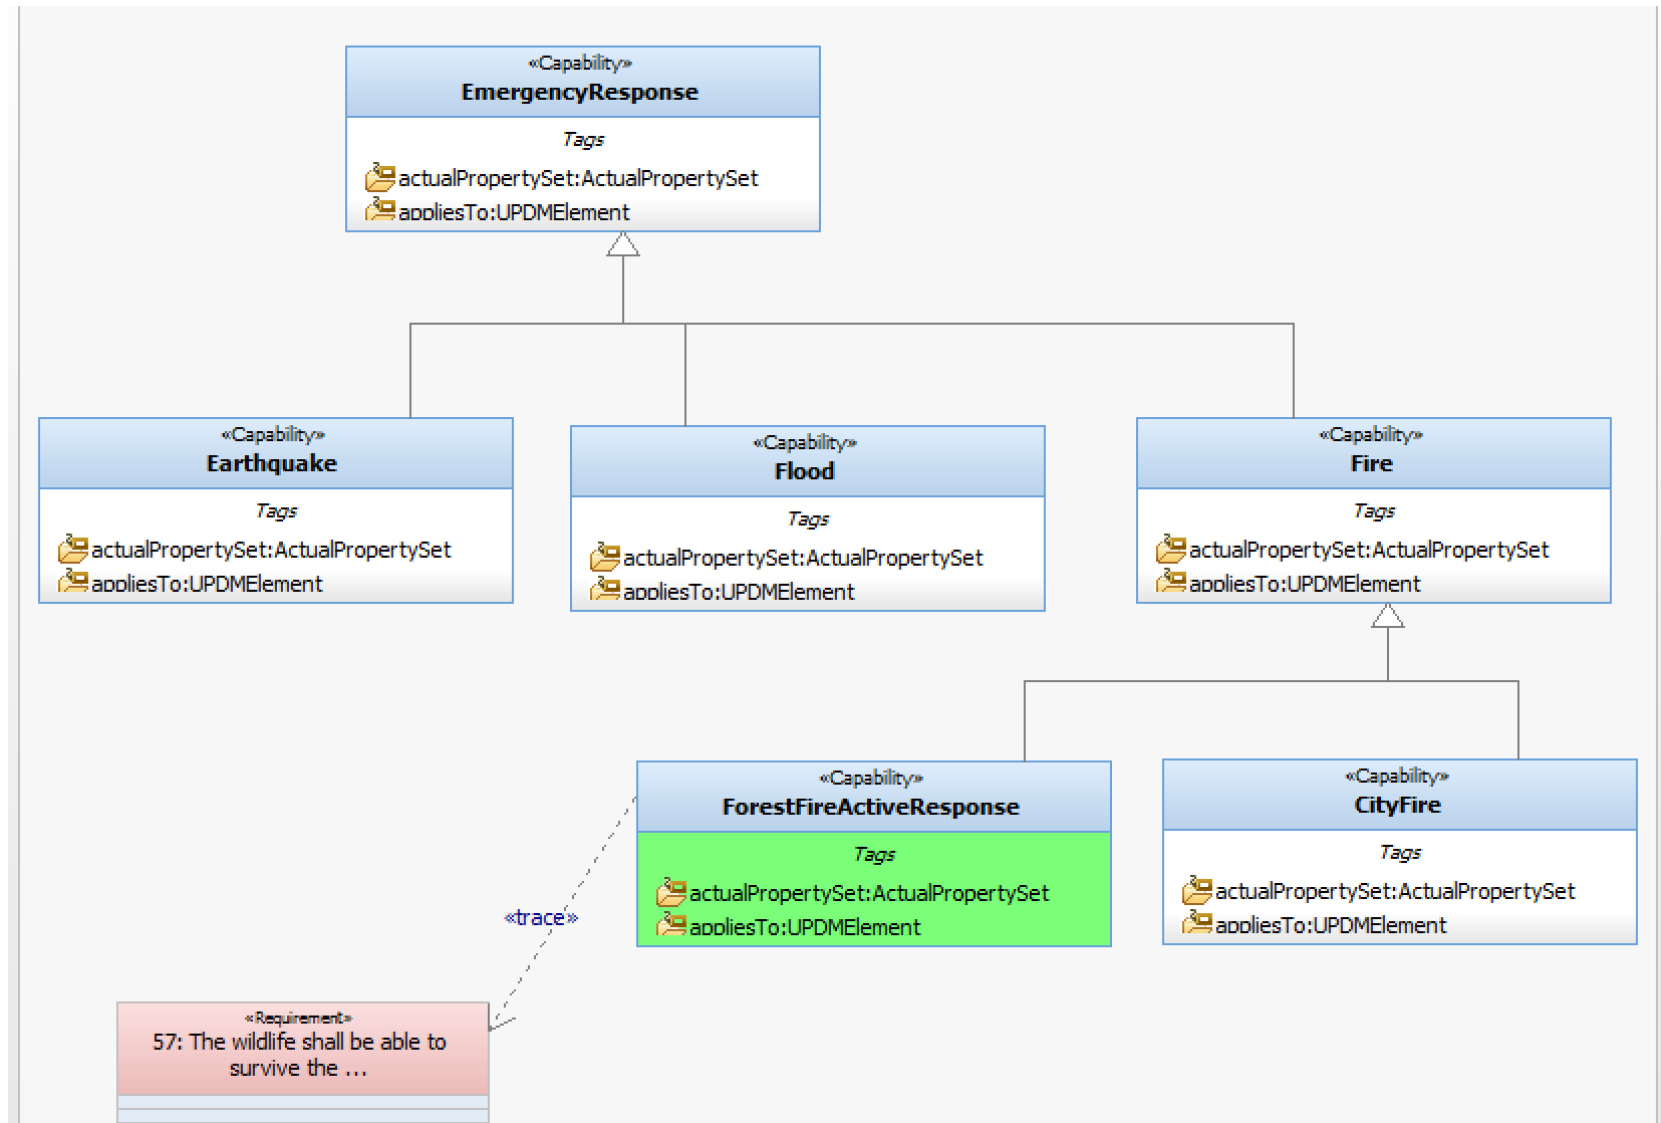 «Capability»
EmergencyResponse
Tags
actualPropertySet:ActualPropertySet
appliesTo:UPDMElement
«Capability»
Earthquake
Tags
actualPropertySet:ActualPropertySet
appliesTo:UPDMElement
«Capability»
Flood
Tags
actualPropertySet:ActualPropertySet
appliesTo:UPDMElement
«Capability»
Fire
Tags
actualPropertySet:ActualPropertySet
appliesTo:UPDMElement
«Capability»
ForestFireActiveResponse
Tags
actualPropertySet:ActualPropertySet
appliesTo:UPDMElement
«Capability»
CityFire
Tags
actualPropertySet:ActualPropertySet
appliesTo:UPDMElement
«trace»
«Requirement»
57: The wildlife shall be able to
survive the ...